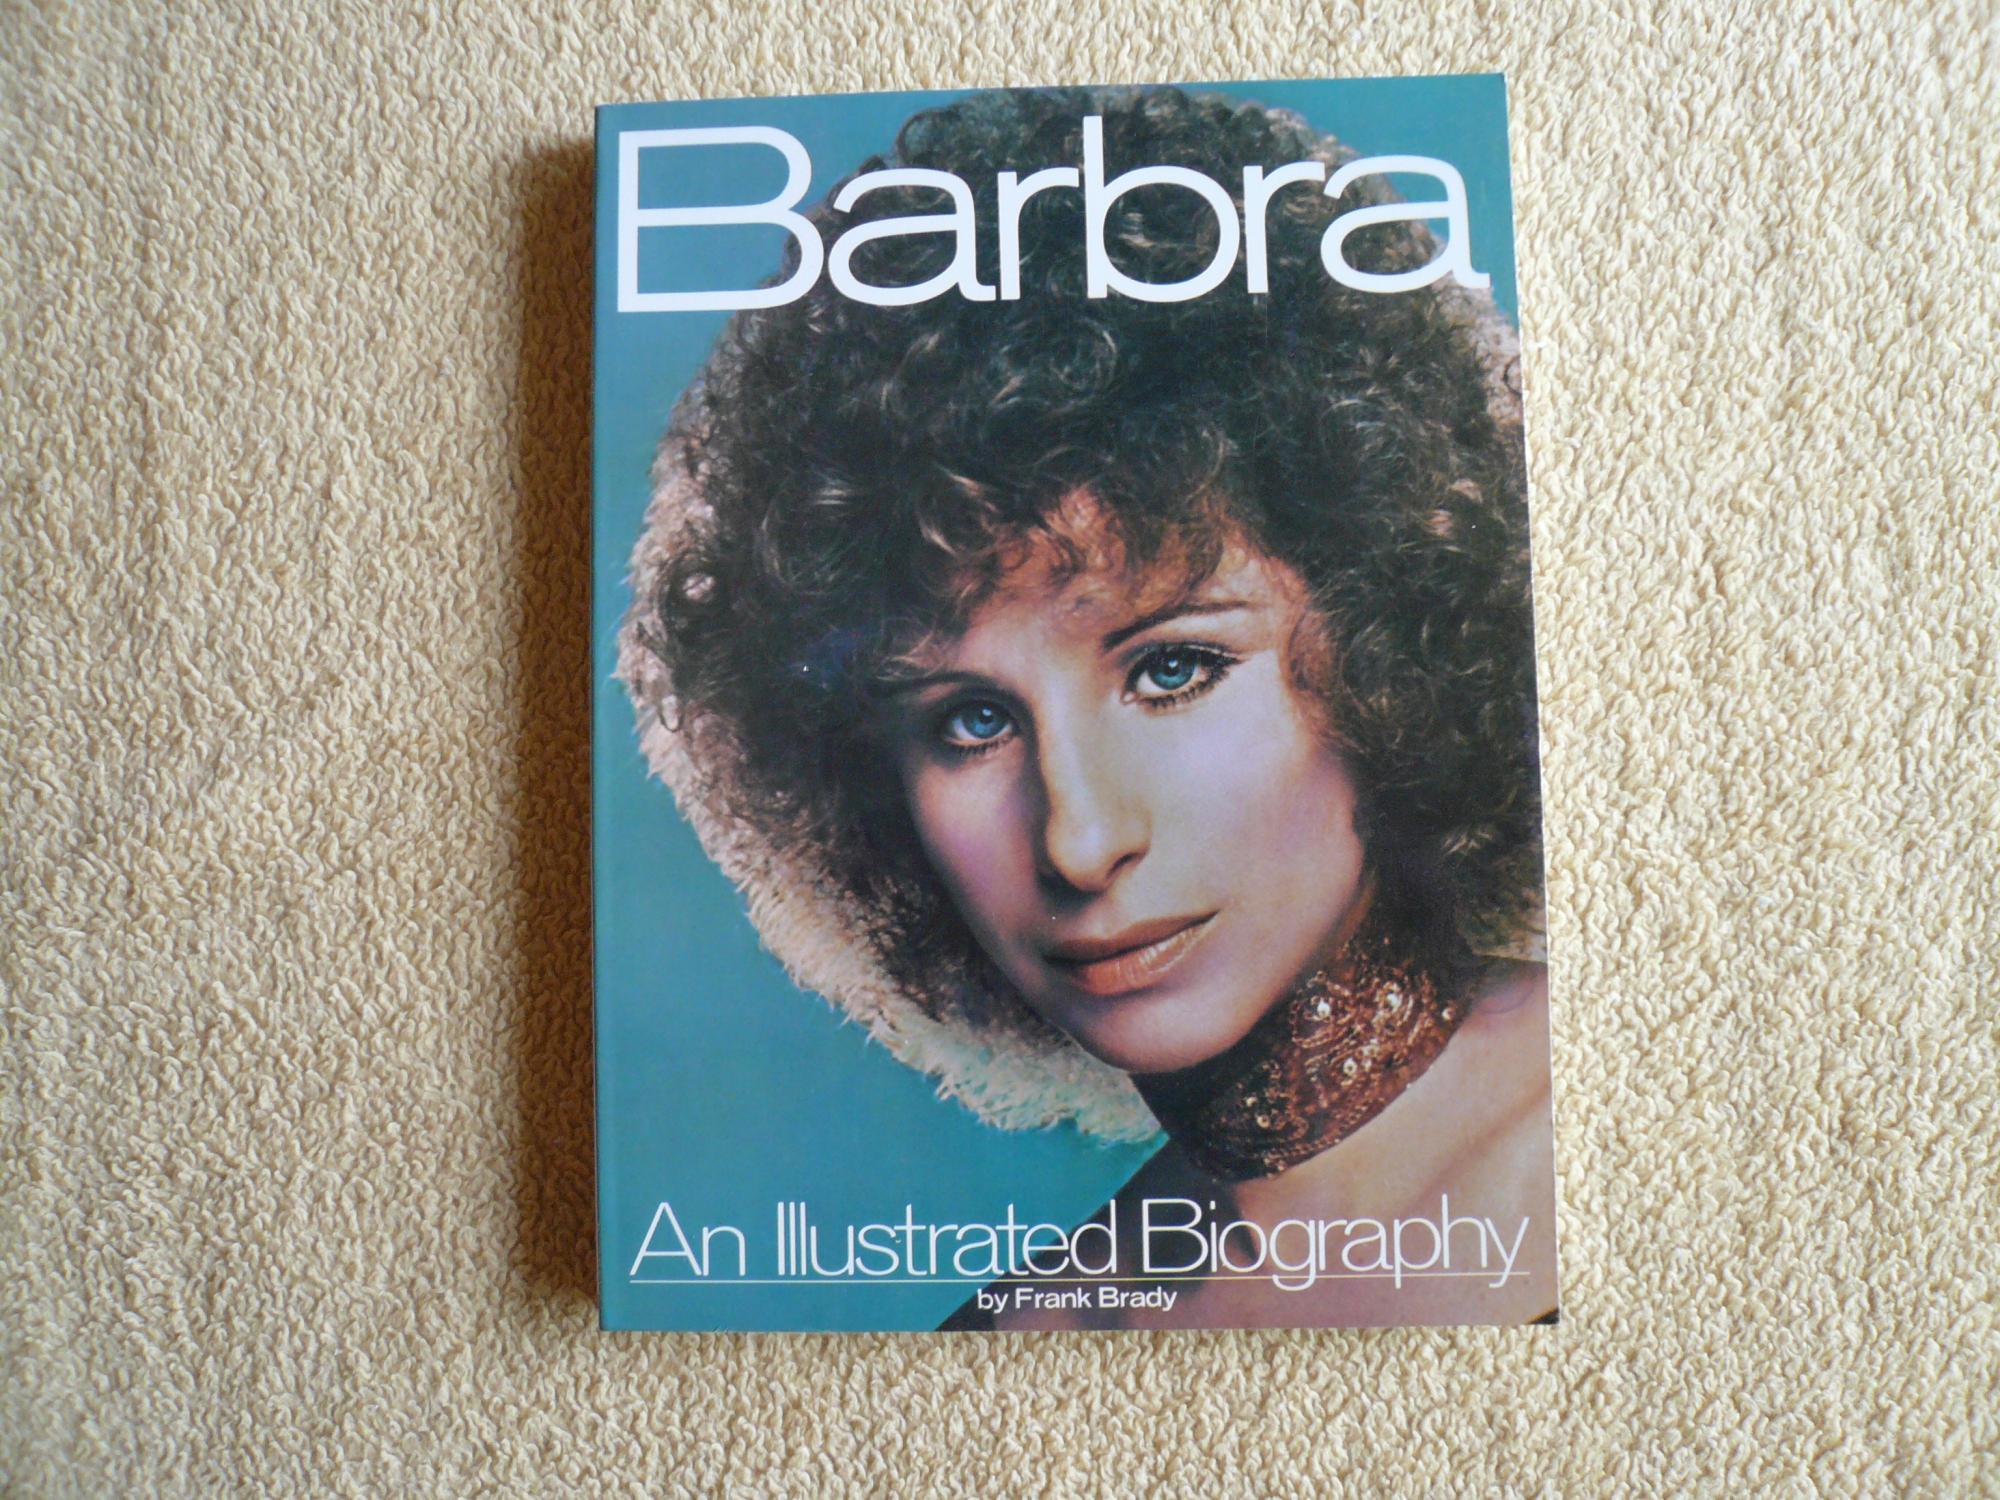 Barbra
An Illustrated Biography
by Frank Brady